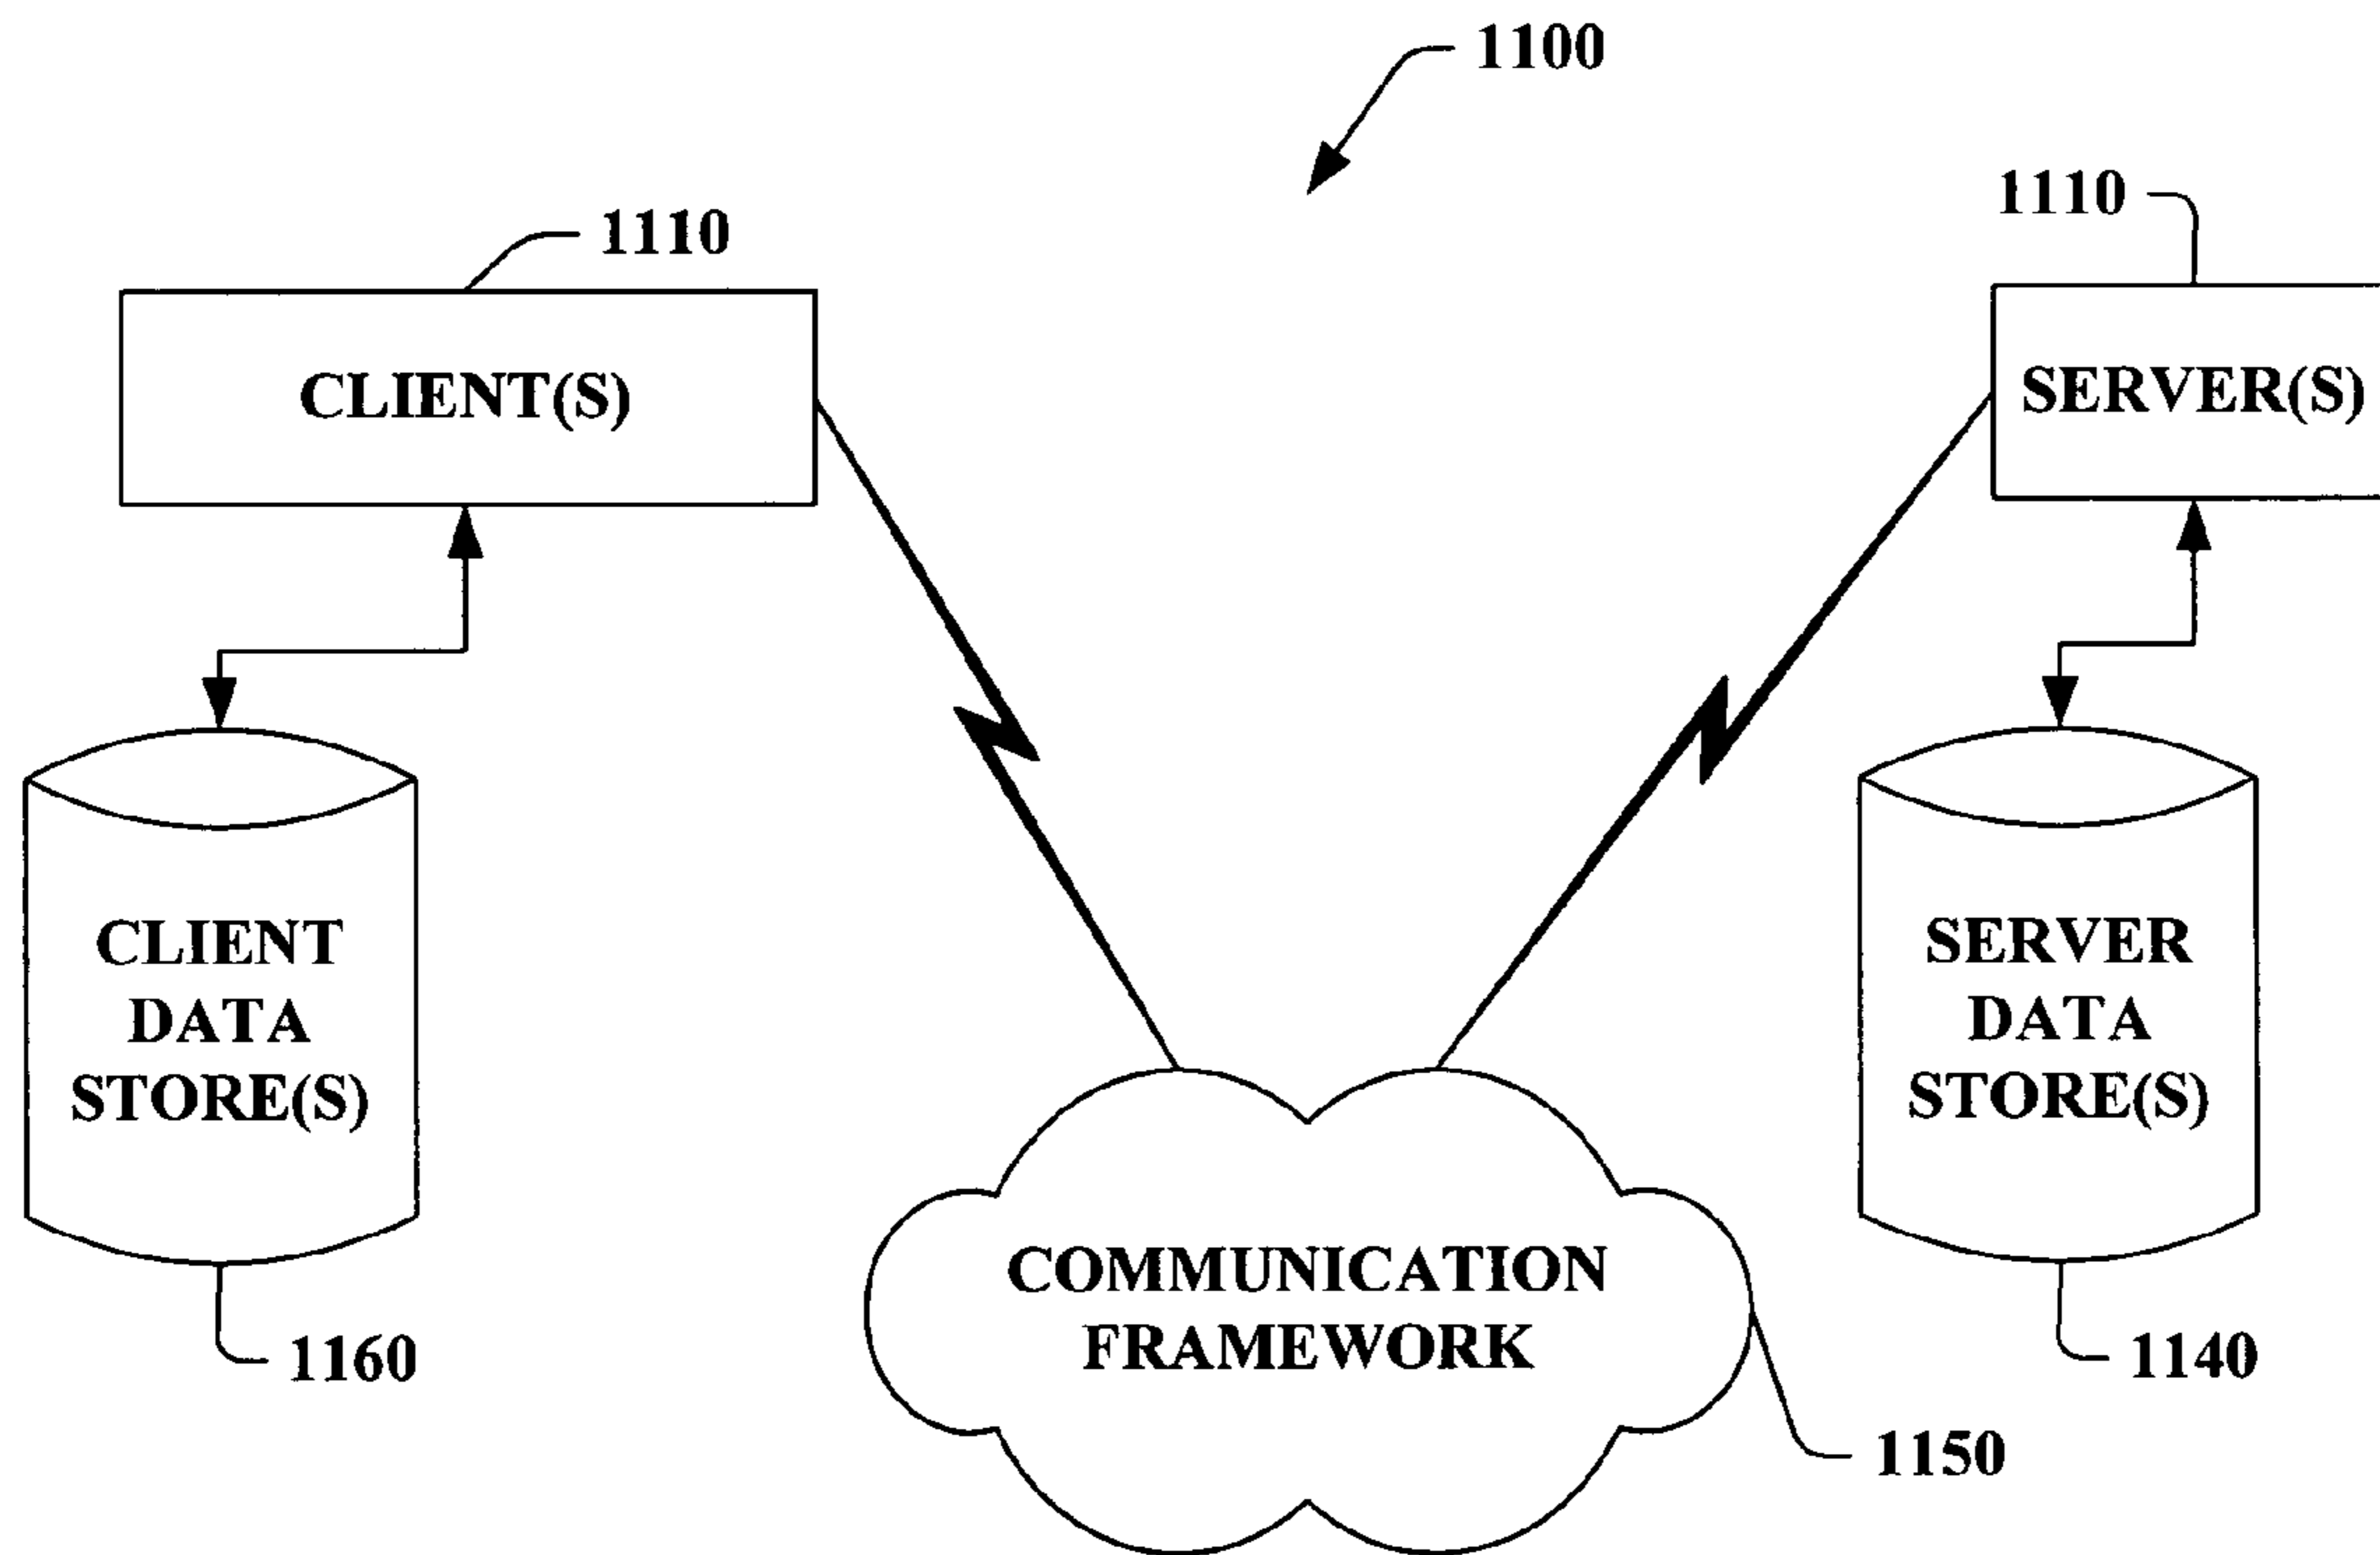 1100
1110
1110
CLIENT(S)
SERVER(S)
CLIENT
DATA
STORE(S)
SERVER
DATA
STORE(S)
COMMUNICATION
FRAMEWORK
1160
1140
1150